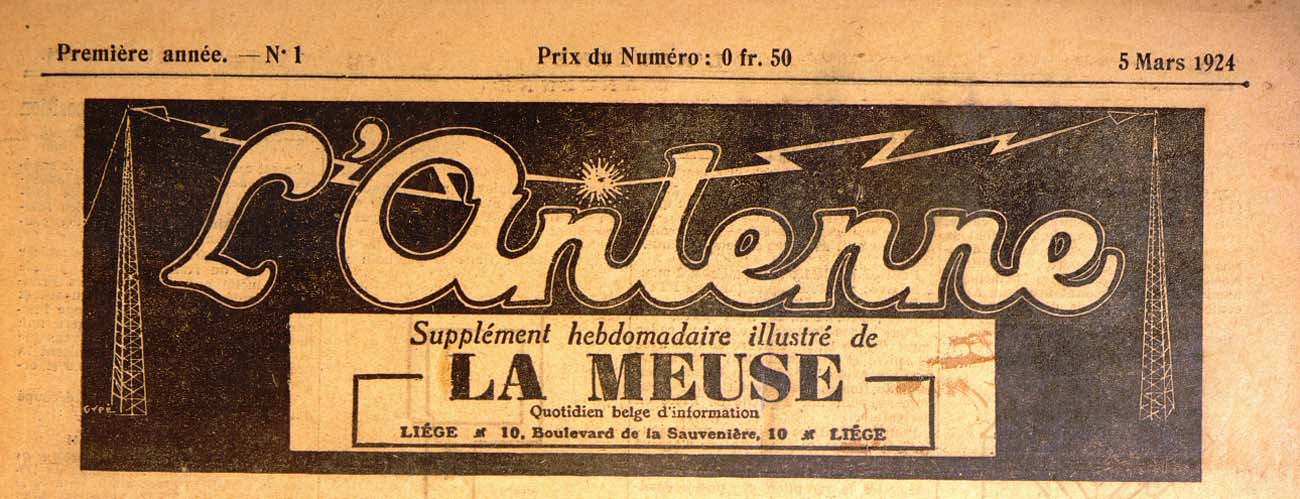 Première année. — N° 1 Prix du Numéro : 0 fr. 50 5 Mars 1924
L'Antenne
Supplément hebdomadaire illustré de
LA MEUSE
Quotidien belge d'information
LIÉGE 10, Boulevard de la Sauvenière, 10 LIÉGE